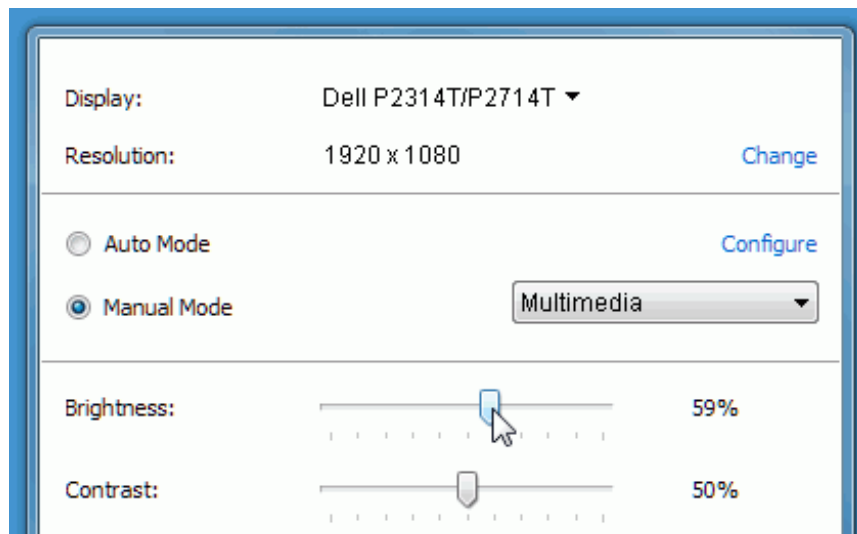 Display: Dell P2314T/P2714T
Resolution: 1920 x 1080 Change
Auto Mode Configure
Manual Mode Multimedia
Brightness: 59%
Contrast: 50%